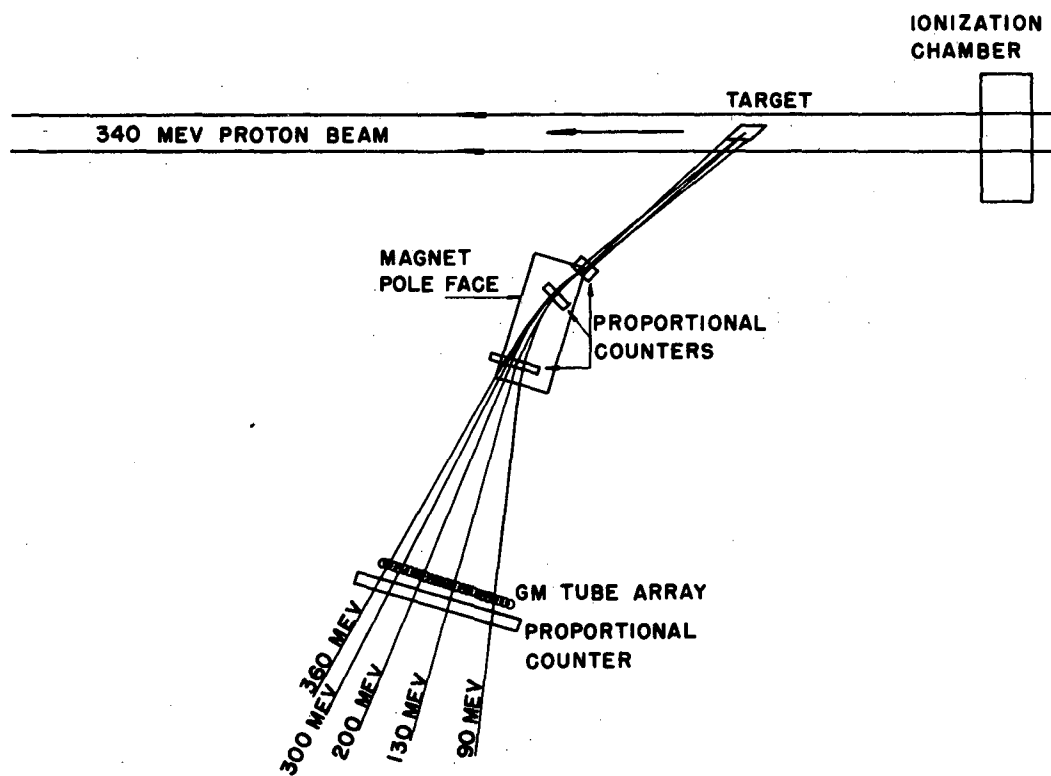 IONIZATION
CHAMBER
TARGET
340 MEV PROTON BEAM
MAGNET
POLE FACE
PROPORTIONAL
COUNTERS
GM TUBE ARRAY
PROPORTIONAL
COUNTER
360 MEV
300 MEV
200 MEV
130 MEV
90 MEV